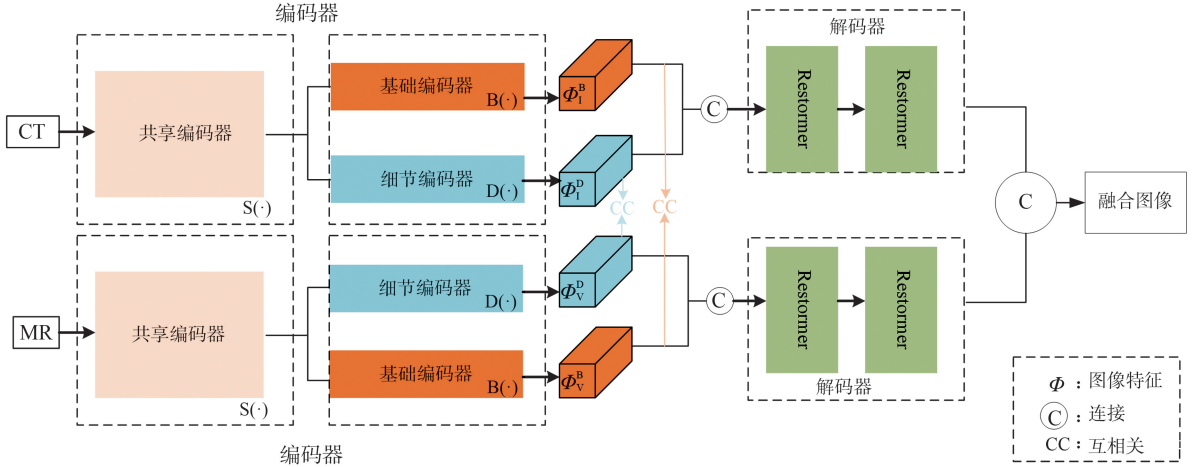 编码器
解码器
CT
共享编码器
S(·)
基础编码器
B(·)
Φ_I^B
细节编码器
D(·)
Φ_I^D
C
Restormer
Restormer
CC
CC
C
融合图像
MR
共享编码器
S(·)
细节编码器
D(·)
Φ_V^D
基础编码器
B(·)
Φ_V^B
C
Restormer
Restormer
解码器
编码器
Φ：图像特征
C：连接
CC：互相关